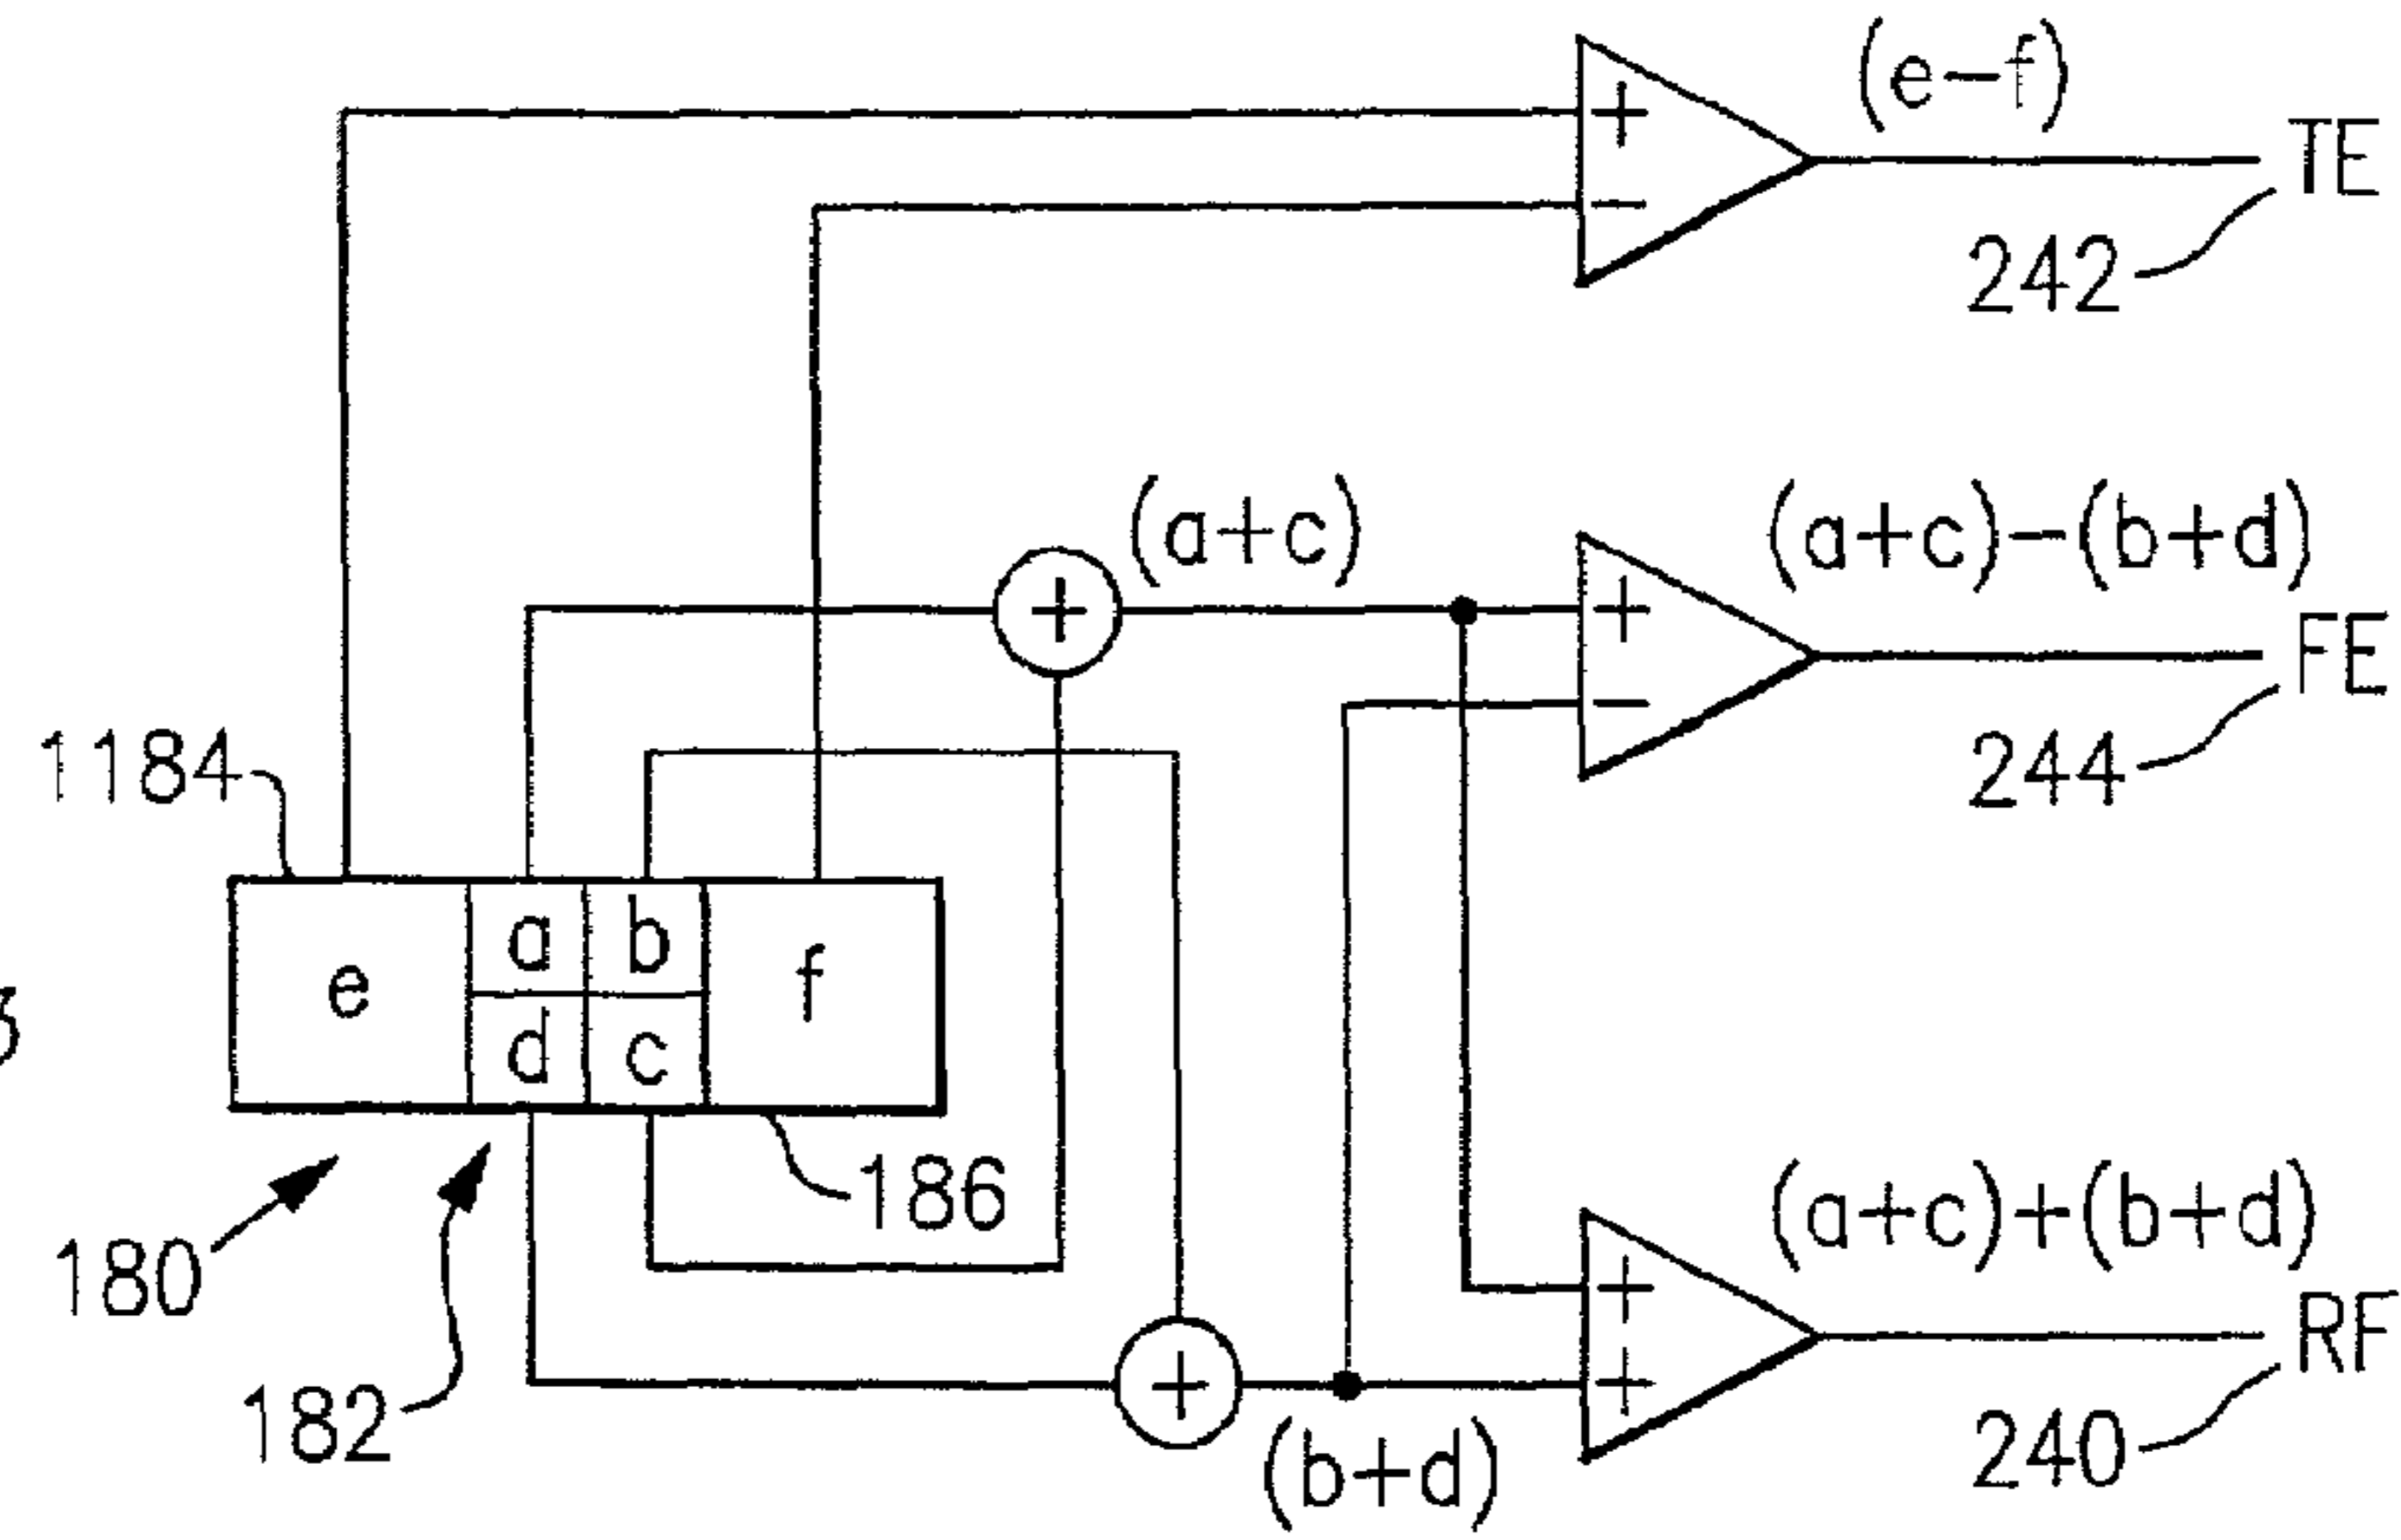 (e-f)
+
TE
-
242
(a+c)
(a+c)-(b+d)
+
+
FE
-
1184
244
a
b
e
f
d
c
186
(a+c)+(b+d)
180
+
RF
+
+
182
240
(b+d)